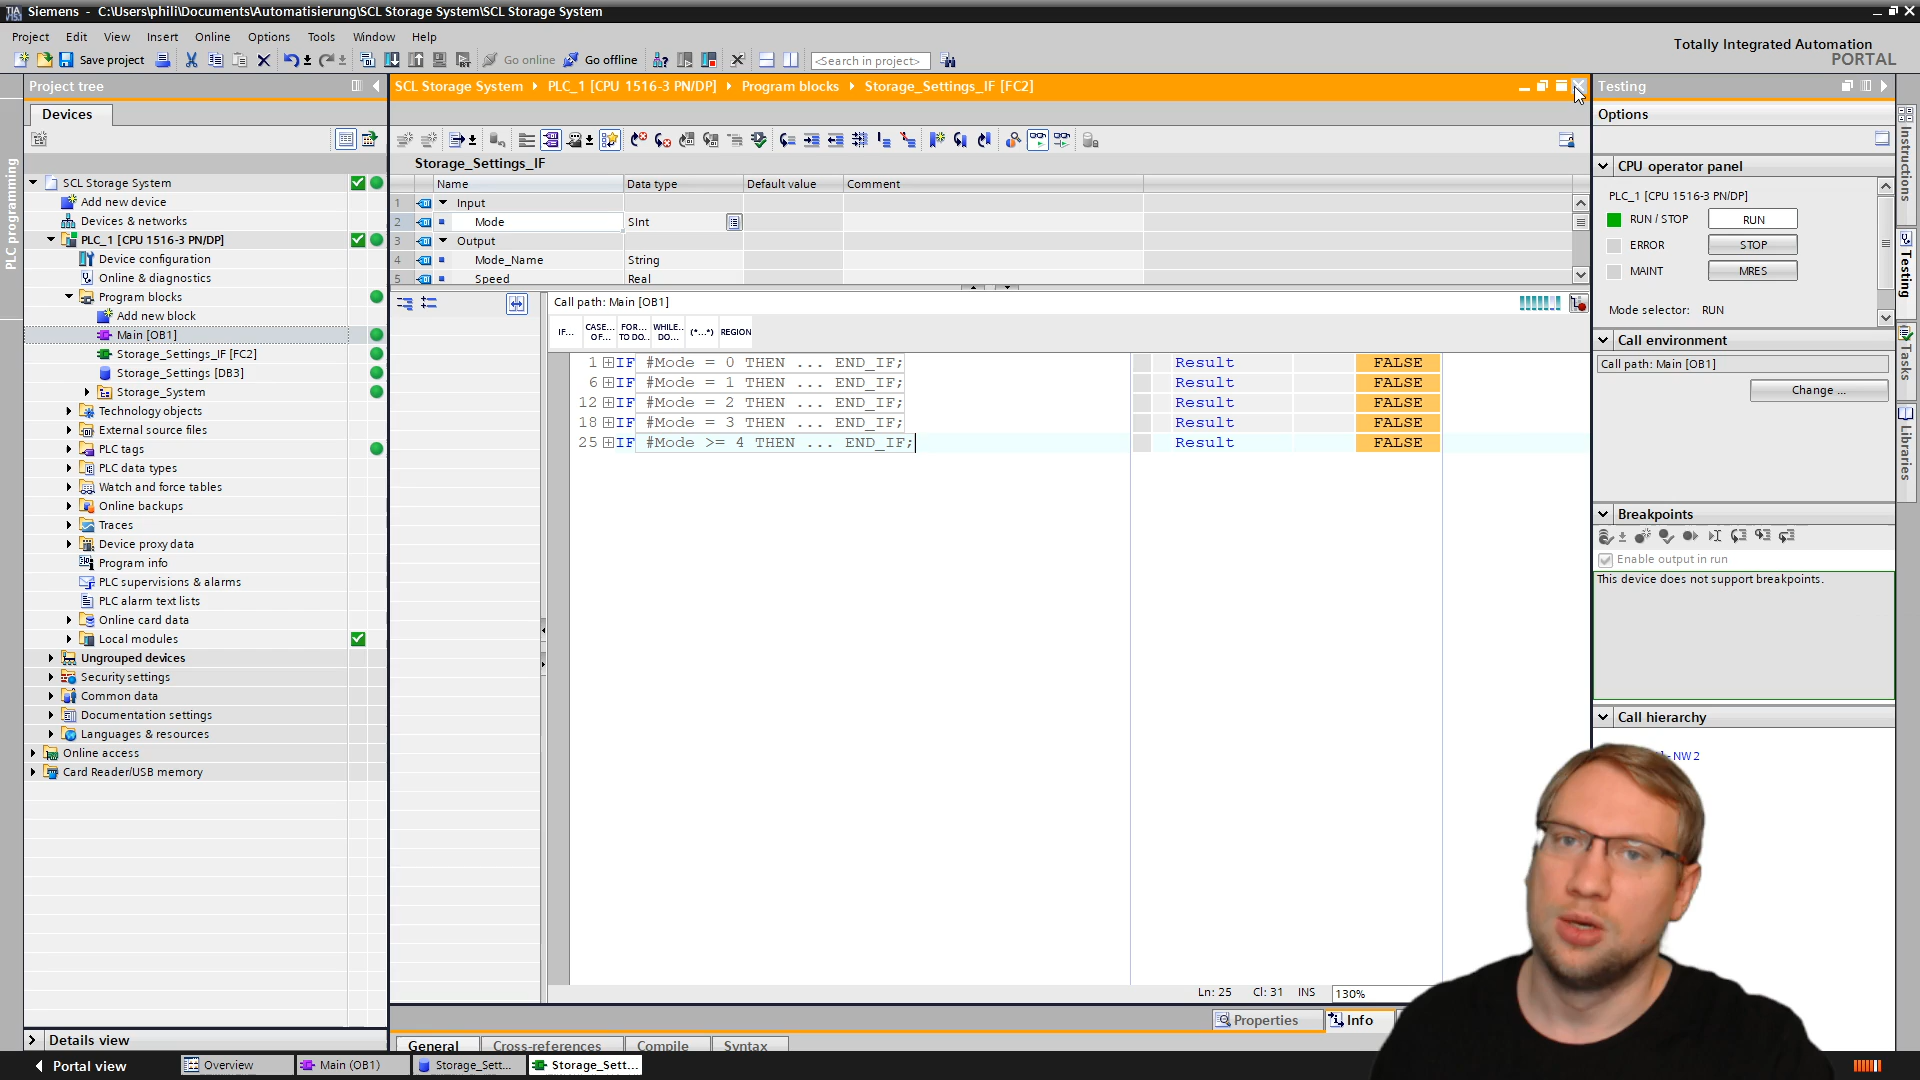 Siemens - C:\Users\phili\Documents\Automatisierung\SCL Storage System\SCL Storage System
Project Edit View Insert Online Options Tools Window Help
Totally Integrated Automation
PORTAL
Save project
Go online
Go offline
<Search in project>
Project tree
SCL Storage System PLC_1 [CPU 1516-3 PN/DP] Program blocks Storage_Settings_IF [FC2]
Testing
Devices
Options
Storage_Settings_IF
Name Data type Default value Comment
1 Input
2 Mode SInt
3 Output
4 Mode_Name String
5 Speed Real
SCL Storage System
Add new device
Devices & networks
PLC_1 [CPU 1516-3 PN/DP]
Device configuration
Online & diagnostics
Program blocks
Add new block
Main [OB1]
Storage_Settings_IF [FC2]
Storage_Settings [DB3]
Storage_System
Technology objects
External source files
PLC tags
PLC data types
Watch and force tables
Online backups
Traces
Device proxy data
Program info
PLC supervisions & alarms
PLC alarm text lists
Online card data
Local modules
Ungrouped devices
Security settings
Common data
Documentation settings
Languages & resources
Online access
Card Reader/USB memory
Call path: Main [OB1]
IF... CASE... OF... FOR... TO DO.. WHILE.. DO... (*...*) REGION
1 IF #Mode = 0 THEN ... END_IF; Result FALSE
6 IF #Mode = 1 THEN ... END_IF; Result FALSE
12 IF #Mode = 2 THEN ... END_IF; Result FALSE
18 IF #Mode = 3 THEN ... END_IF; Result FALSE
25 IF #Mode >= 4 THEN ... END_IF; Result FALSE
Ln: 25 Cl: 31 INS 130%
Properties Info
General Cross-references Compile Syntax
CPU operator panel
PLC_1 [CPU 1516-3 PN/DP]
RUN / STOP RUN
ERROR STOP
MAINT MRES
Mode selector: RUN
Call environment
Call path: Main [OB1]
Change ...
Breakpoints
Enable output in run
This device does not support breakpoints.
Call hierarchy
- NW 2
PLC programming
Instructions
Testing
Tasks
Libraries
Details view
Portal view
Overview
Main (OB1)
Storage_Sett...
Storage_Sett...